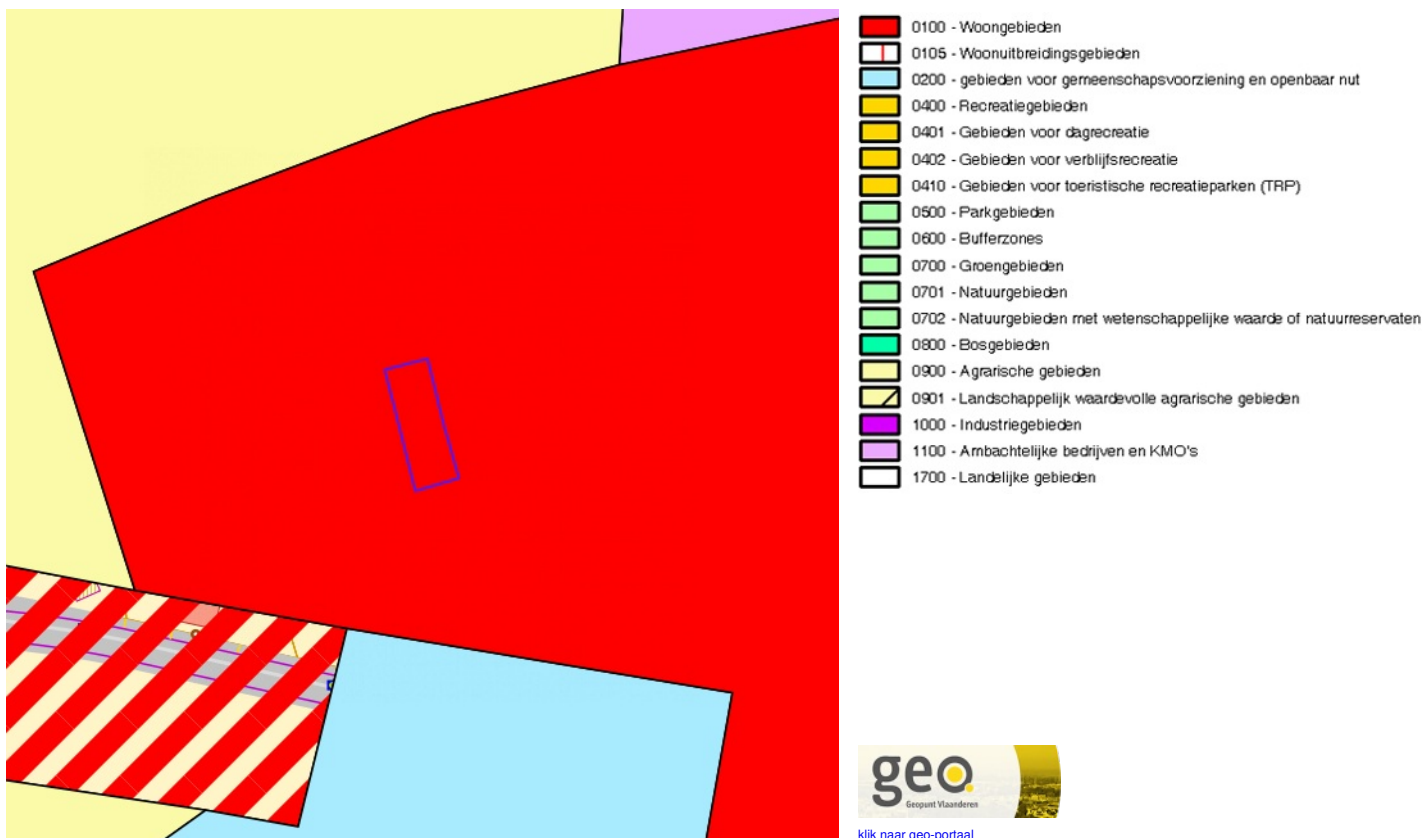 0100 - Woongebieden
0105 - Woonuitbreidingsgebieden
0200 - gebieden voor gemeenschapsvoorziening en openbaar nut
0400 - Recreatiegebieden
0401 - Gebieden voor dagrecreatie
0402 - Gebieden voor verblijfsrecreatie
0410 - Gebieden voor toeristische recreatieparken (TRP)
0500 - Parkgebieden
0600 - Bufferzones
0700 - Groengebieden
0701 - Natuurgebieden
0702 - Natuurgebieden met wetenschappelijke waarde of natuurreservaten
0800 - Bosgebieden
0900 - Agrarische gebieden
0901 - Landschappelijk waardevolle agrarische gebieden
1000 - Industriegebieden
1100 - Ambachtelijke bedrijven en KMO's
1700 - Landelijke gebieden
geo.
Geopunt Vlaanderen
klik naar geo-portaal